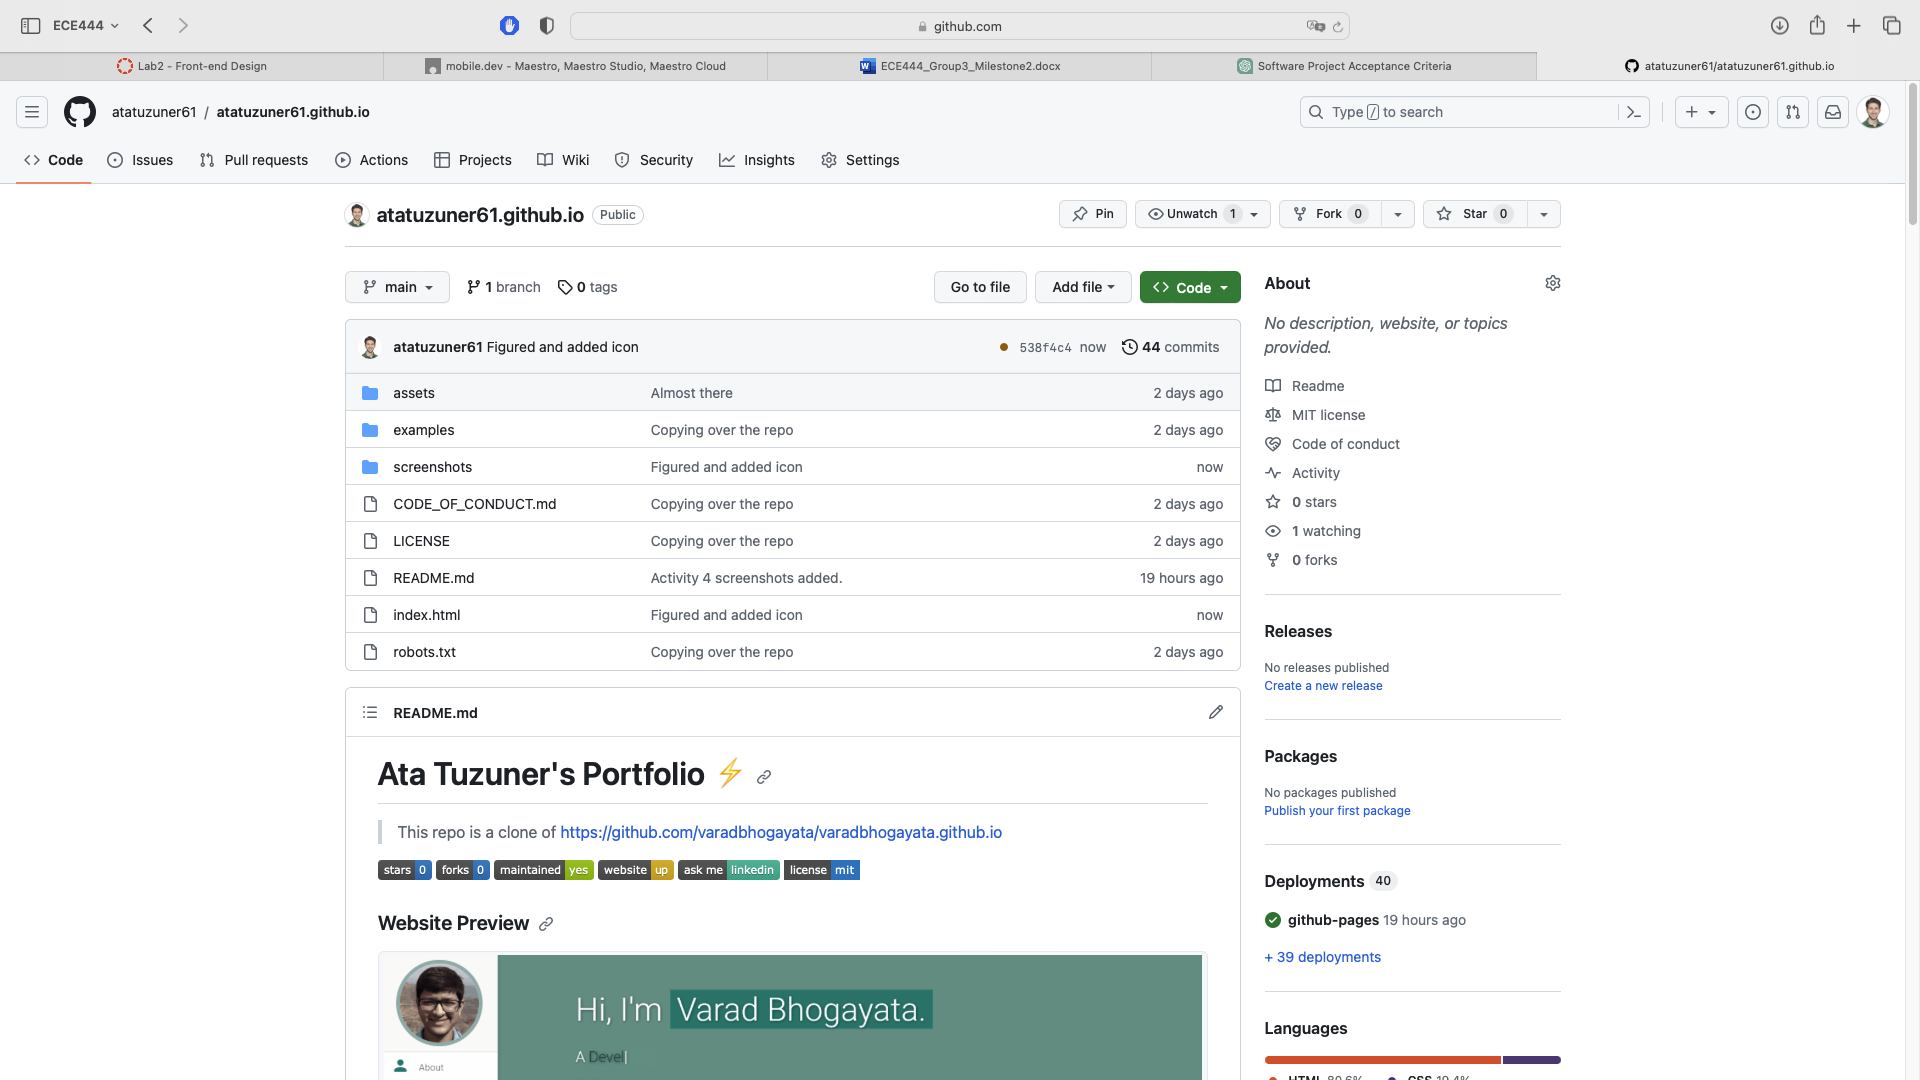 ECE444
github.com
Lab2 - Front-end Design
mobile.dev - Maestro, Maestro Studio, Maestro Cloud
ECE444_Group3_Milestone2.docx
Software Project Acceptance Criteria
atatuzuner61/atatuzuner61.github.io
atatuzuner61 / atatuzuner61.github.io
Type / to search
Code Issues Pull requests Actions Projects Wiki Security Insights Settings
atatuzuner61.github.io Public
Pin Unwatch 1 Fork 0 Star 0
main 1 branch 0 tags
Go to file Add file Code
atatuzuner61 Figured and added icon 538f4c4 now 44 commits
assets Almost there 2 days ago
examples Copying over the repo 2 days ago
screenshots Figured and added icon now
CODE_OF_CONDUCT.md Copying over the repo 2 days ago
LICENSE Copying over the repo 2 days ago
README.md Activity 4 screenshots added. 19 hours ago
index.html Figured and added icon now
robots.txt Copying over the repo 2 days ago
README.md
Ata Tuzuner's Portfolio ⚡
This repo is a clone of https://github.com/varadbhogayata/varadbhogayata.github.io
stars 0 forks 0 maintained yes website up ask me linkedin license mit
Website Preview
Hi, I'm Varad Bhogayata.
A Devel
About
About
No description, website, or topics
provided.
Readme
MIT license
Code of conduct
Activity
0 stars
1 watching
0 forks
Releases
No releases published
Create a new release
Packages
No packages published
Publish your first package
Deployments 40
github-pages 19 hours ago
+ 39 deployments
Languages
HTML 80.6% CSS 19.4%